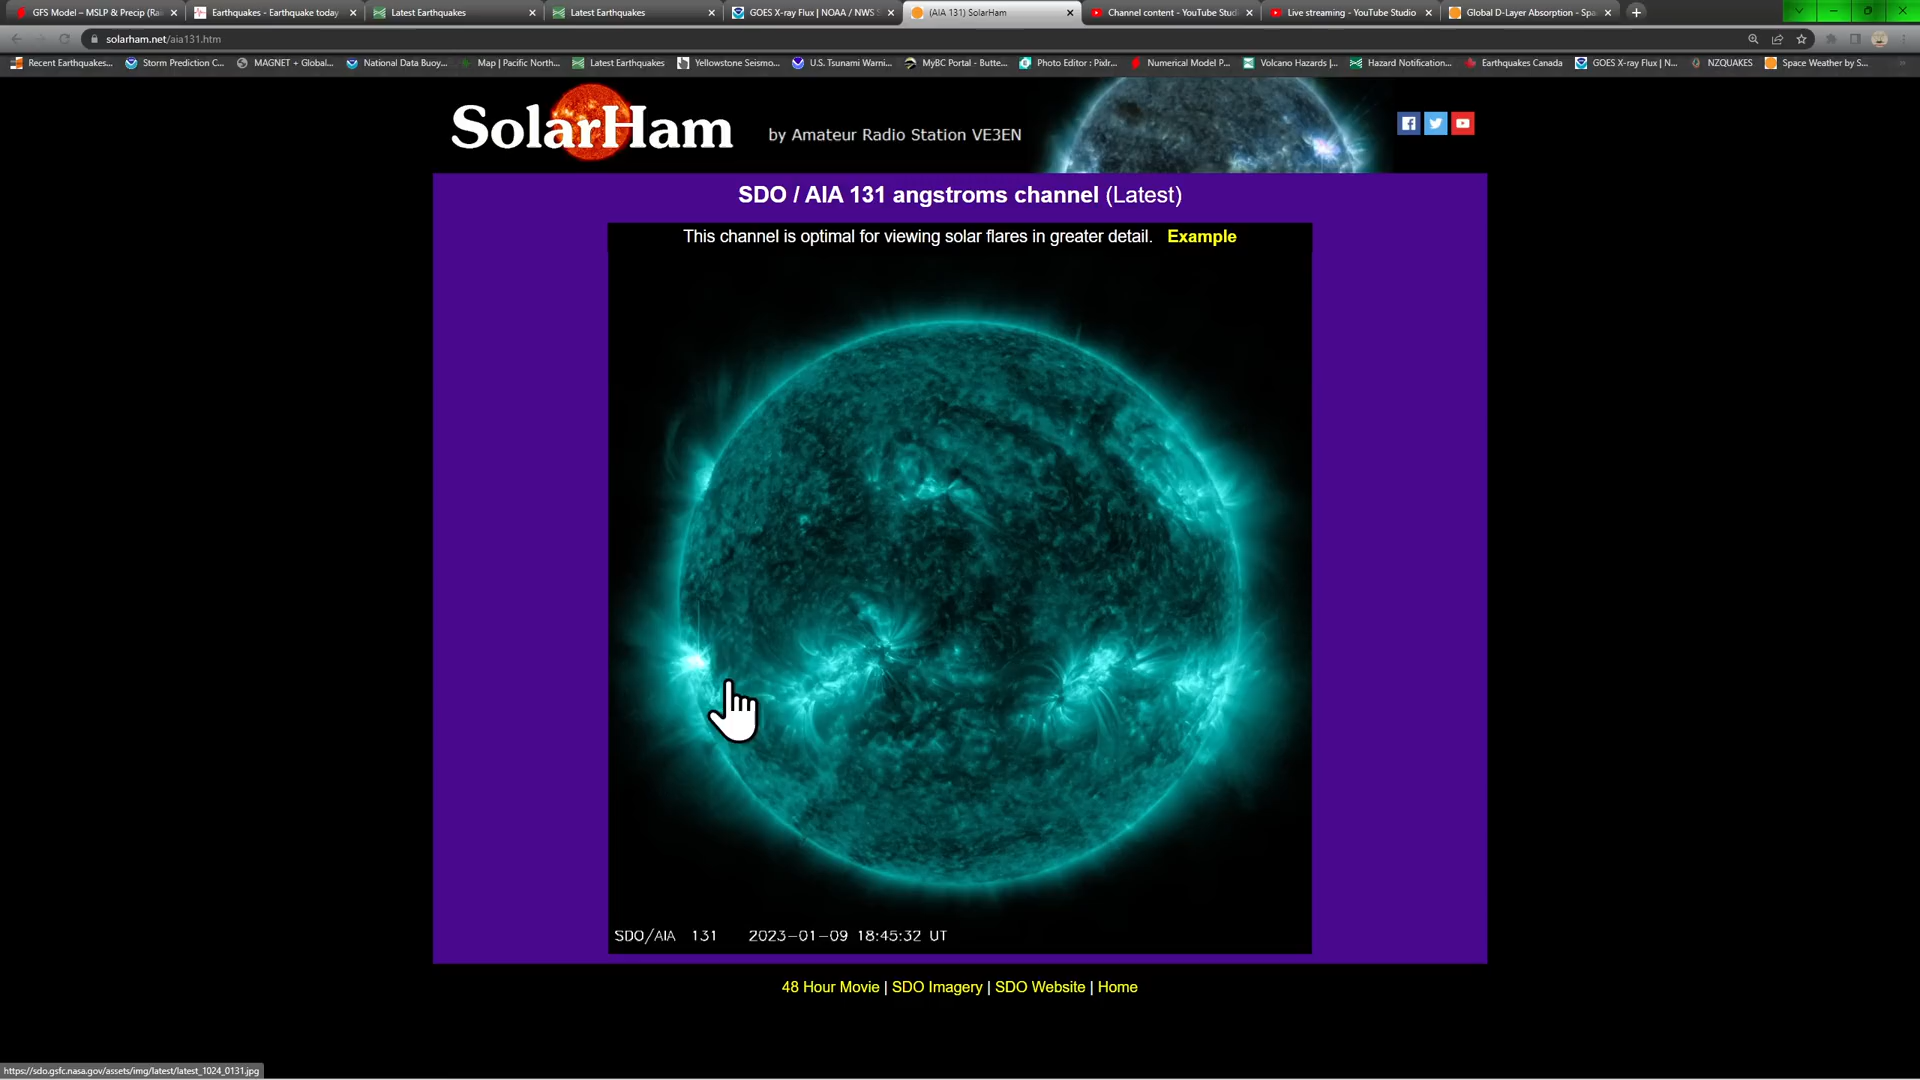 GFS Model – MSLP & Precip (Ra
Earthquakes - Earthquake today
Latest Earthquakes
Latest Earthquakes
GOES X-ray Flux | NOAA / NWS S
(AIA 131) SolarHam
Channel content - YouTube Stud
Live streaming - YouTube Studio
Global D-Layer Absorption - Spa
solarham.net/aia131.htm
Recent Earthquakes...
Storm Prediction C...
MAGNET + Global...
National Data Buoy...
Map | Pacific North...
Latest Earthquakes
Yellowstone Seismo...
U.S. Tsunami Warni...
MyBC Portal - Butte...
Photo Editor : Pixlr...
Numerical Model P...
Volcano Hazards |...
Hazard Notification...
Earthquakes Canada
GOES X-ray Flux | N...
NZQUAKES
Space Weather by S...
SolarHam
by Amateur Radio Station VE3EN
SDO / AIA 131 angstroms channel (Latest)
This channel is optimal for viewing solar flares in greater detail. Example
SDO/AIA 131 2023-01-09 18:45:32 UT
48 Hour Movie | SDO Imagery | SDO Website | Home
https://sdo.gsfc.nasa.gov/assets/img/latest/latest_1024_0131.jpg